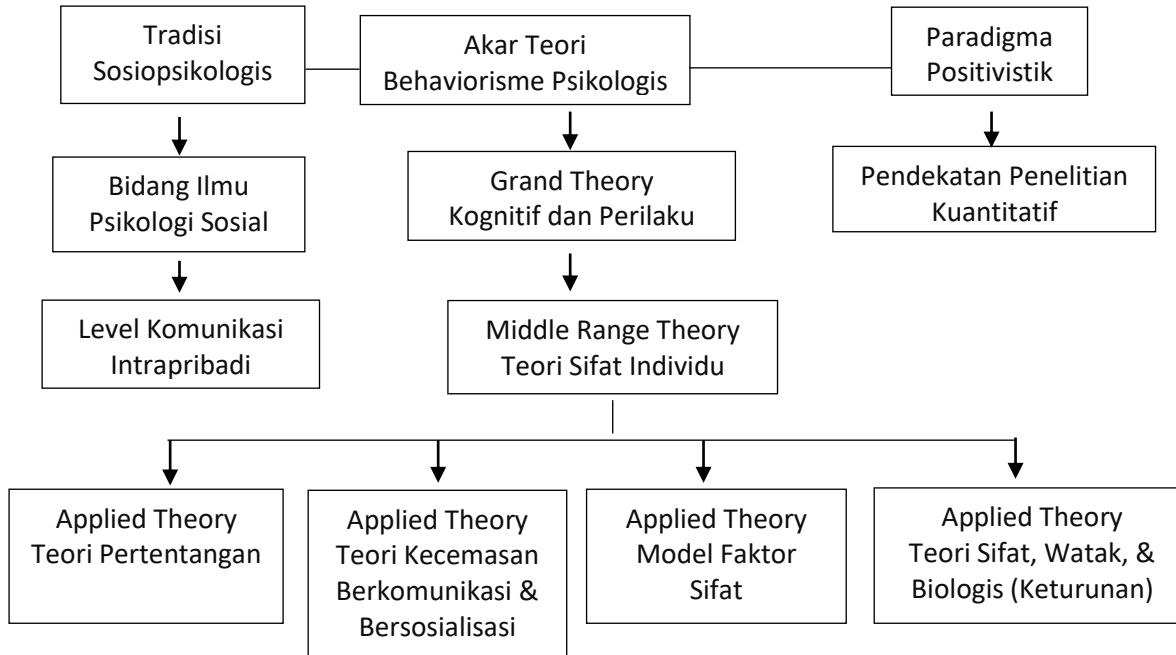 Tradisi
Sosiopsikologis
Akar Teori
Behaviorisme Psikologis
Paradigma
Positivistik
Bidang Ilmu
Psikologi Sosial
Grand Theory
Kognitif dan Perilaku
Pendekatan Penelitian
Kuantitatif
Level Komunikasi
Intrapribadi
Middle Range Theory
Teori Sifat Individu
Applied Theory
Teori Pertentangan
Applied Theory
Teori Kecemasan
Berkomunikasi &
Bersosialisasi
Applied Theory
Model Faktor
Sifat
Applied Theory
Teori Sifat, Watak, &
Biologis (Keturunan)